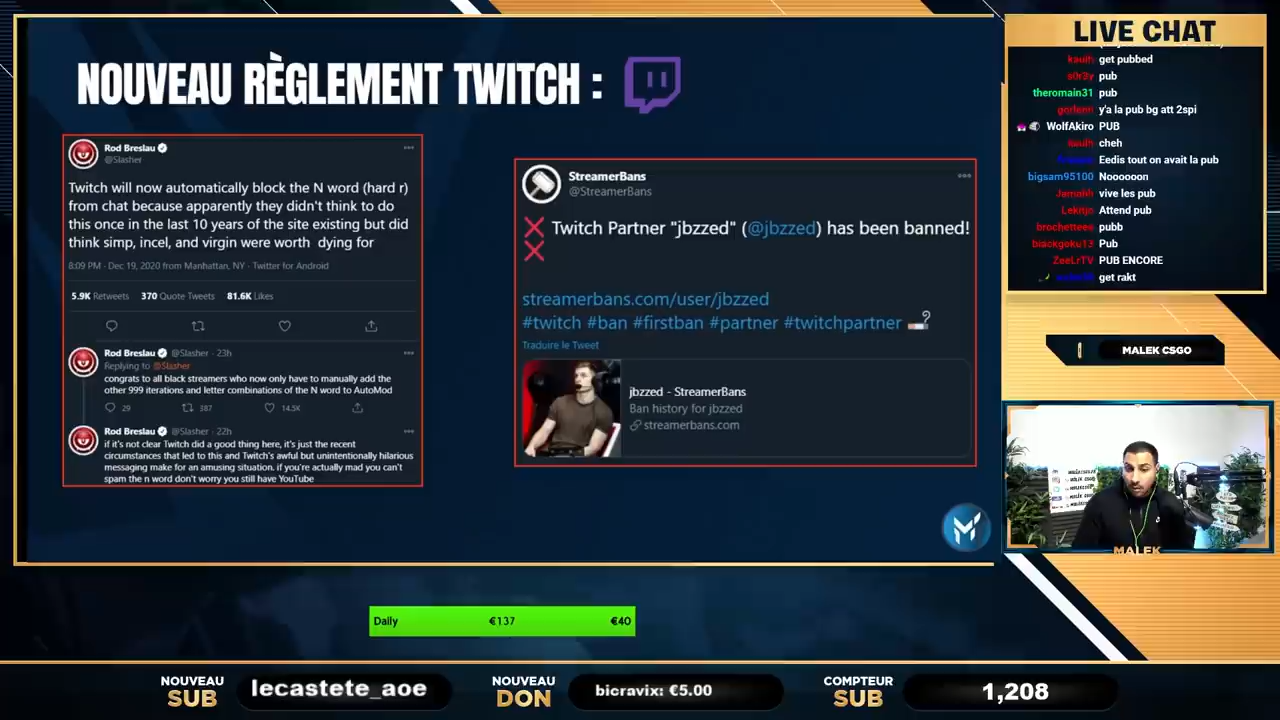 NOUVEAU RÈGLEMENT TWITCH :
Rod Breslau
@Slasher
Twitch will now automatically block the N word (hard r)
from chat because apparently they didn't think to do
this once in the last 10 years of the site existing but did
think simp, incel, and virgin were worth dying for
8:09 PM · Dec 19, 2020 from Manhattan, NY · Twitter for Android
5.9K Retweets 370 Quote Tweets 81.6K Likes
Rod Breslau @Slasher · 23h
Replying to @Slasher
congrats to all black streamers who now only have to manually add the
other 999 iterations and letter combinations of the N word to AutoMod
29 387 14.5K
Rod Breslau @Slasher · 22h
if it's not clear Twitch did a good thing here, it's just the recent
circumstances that led to this and Twitch's awful but unintentionally hilarious
messaging make for an amusing situation. if you're actually mad you can't
spam the n word don't worry you still have YouTube
StreamerBans
@StreamerBans
Twitch Partner "jbzzed" (@jbzzed) has been banned!
streamerbans.com/user/jbzzed
#twitch #ban #firstban #partner #twitchpartner
Traduire le Tweet
jbzzed - StreamerBans
Ban history for jbzzed
streamerbans.com
LIVE CHAT
get pubbed
pub
theromain31 pub
y'a la pub bg att 2spi
WolfAkiro PUB
cheh
Eedis tout on avait la pub
bigsam95100 Noooooon
vive les pub
Attend pub
brochetteee pubb
blackgoku13 Pub
ZeeLrTV PUB ENCORE
get rakt
MALEK CSGO
MALEK
Daily €137 €40
NOUVEAU
SUB
lecastete_aoe
NOUVEAU
DON
bicravix: €5.00
COMPTEUR
SUB
1,208